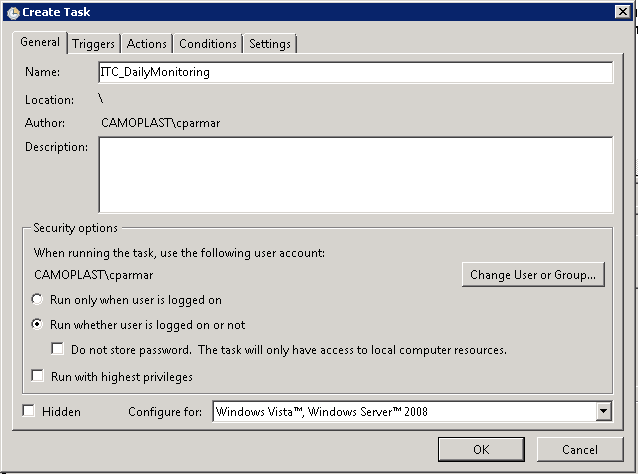 Create Task
General Triggers Actions Conditions Settings
Name: ITC_DailyMonitoring
Location: \
Author: CAMOPLAST\cparmar
Description:
Security options
When running the task, use the following user account:
CAMOPLAST\cparmar Change User or Group...
Run only when user is logged on
Run whether user is logged on or not
Do not store password. The task will only have access to local computer resources.
Run with highest privileges
Hidden Configure for: Windows Vista™, Windows Server™ 2008
OK Cancel